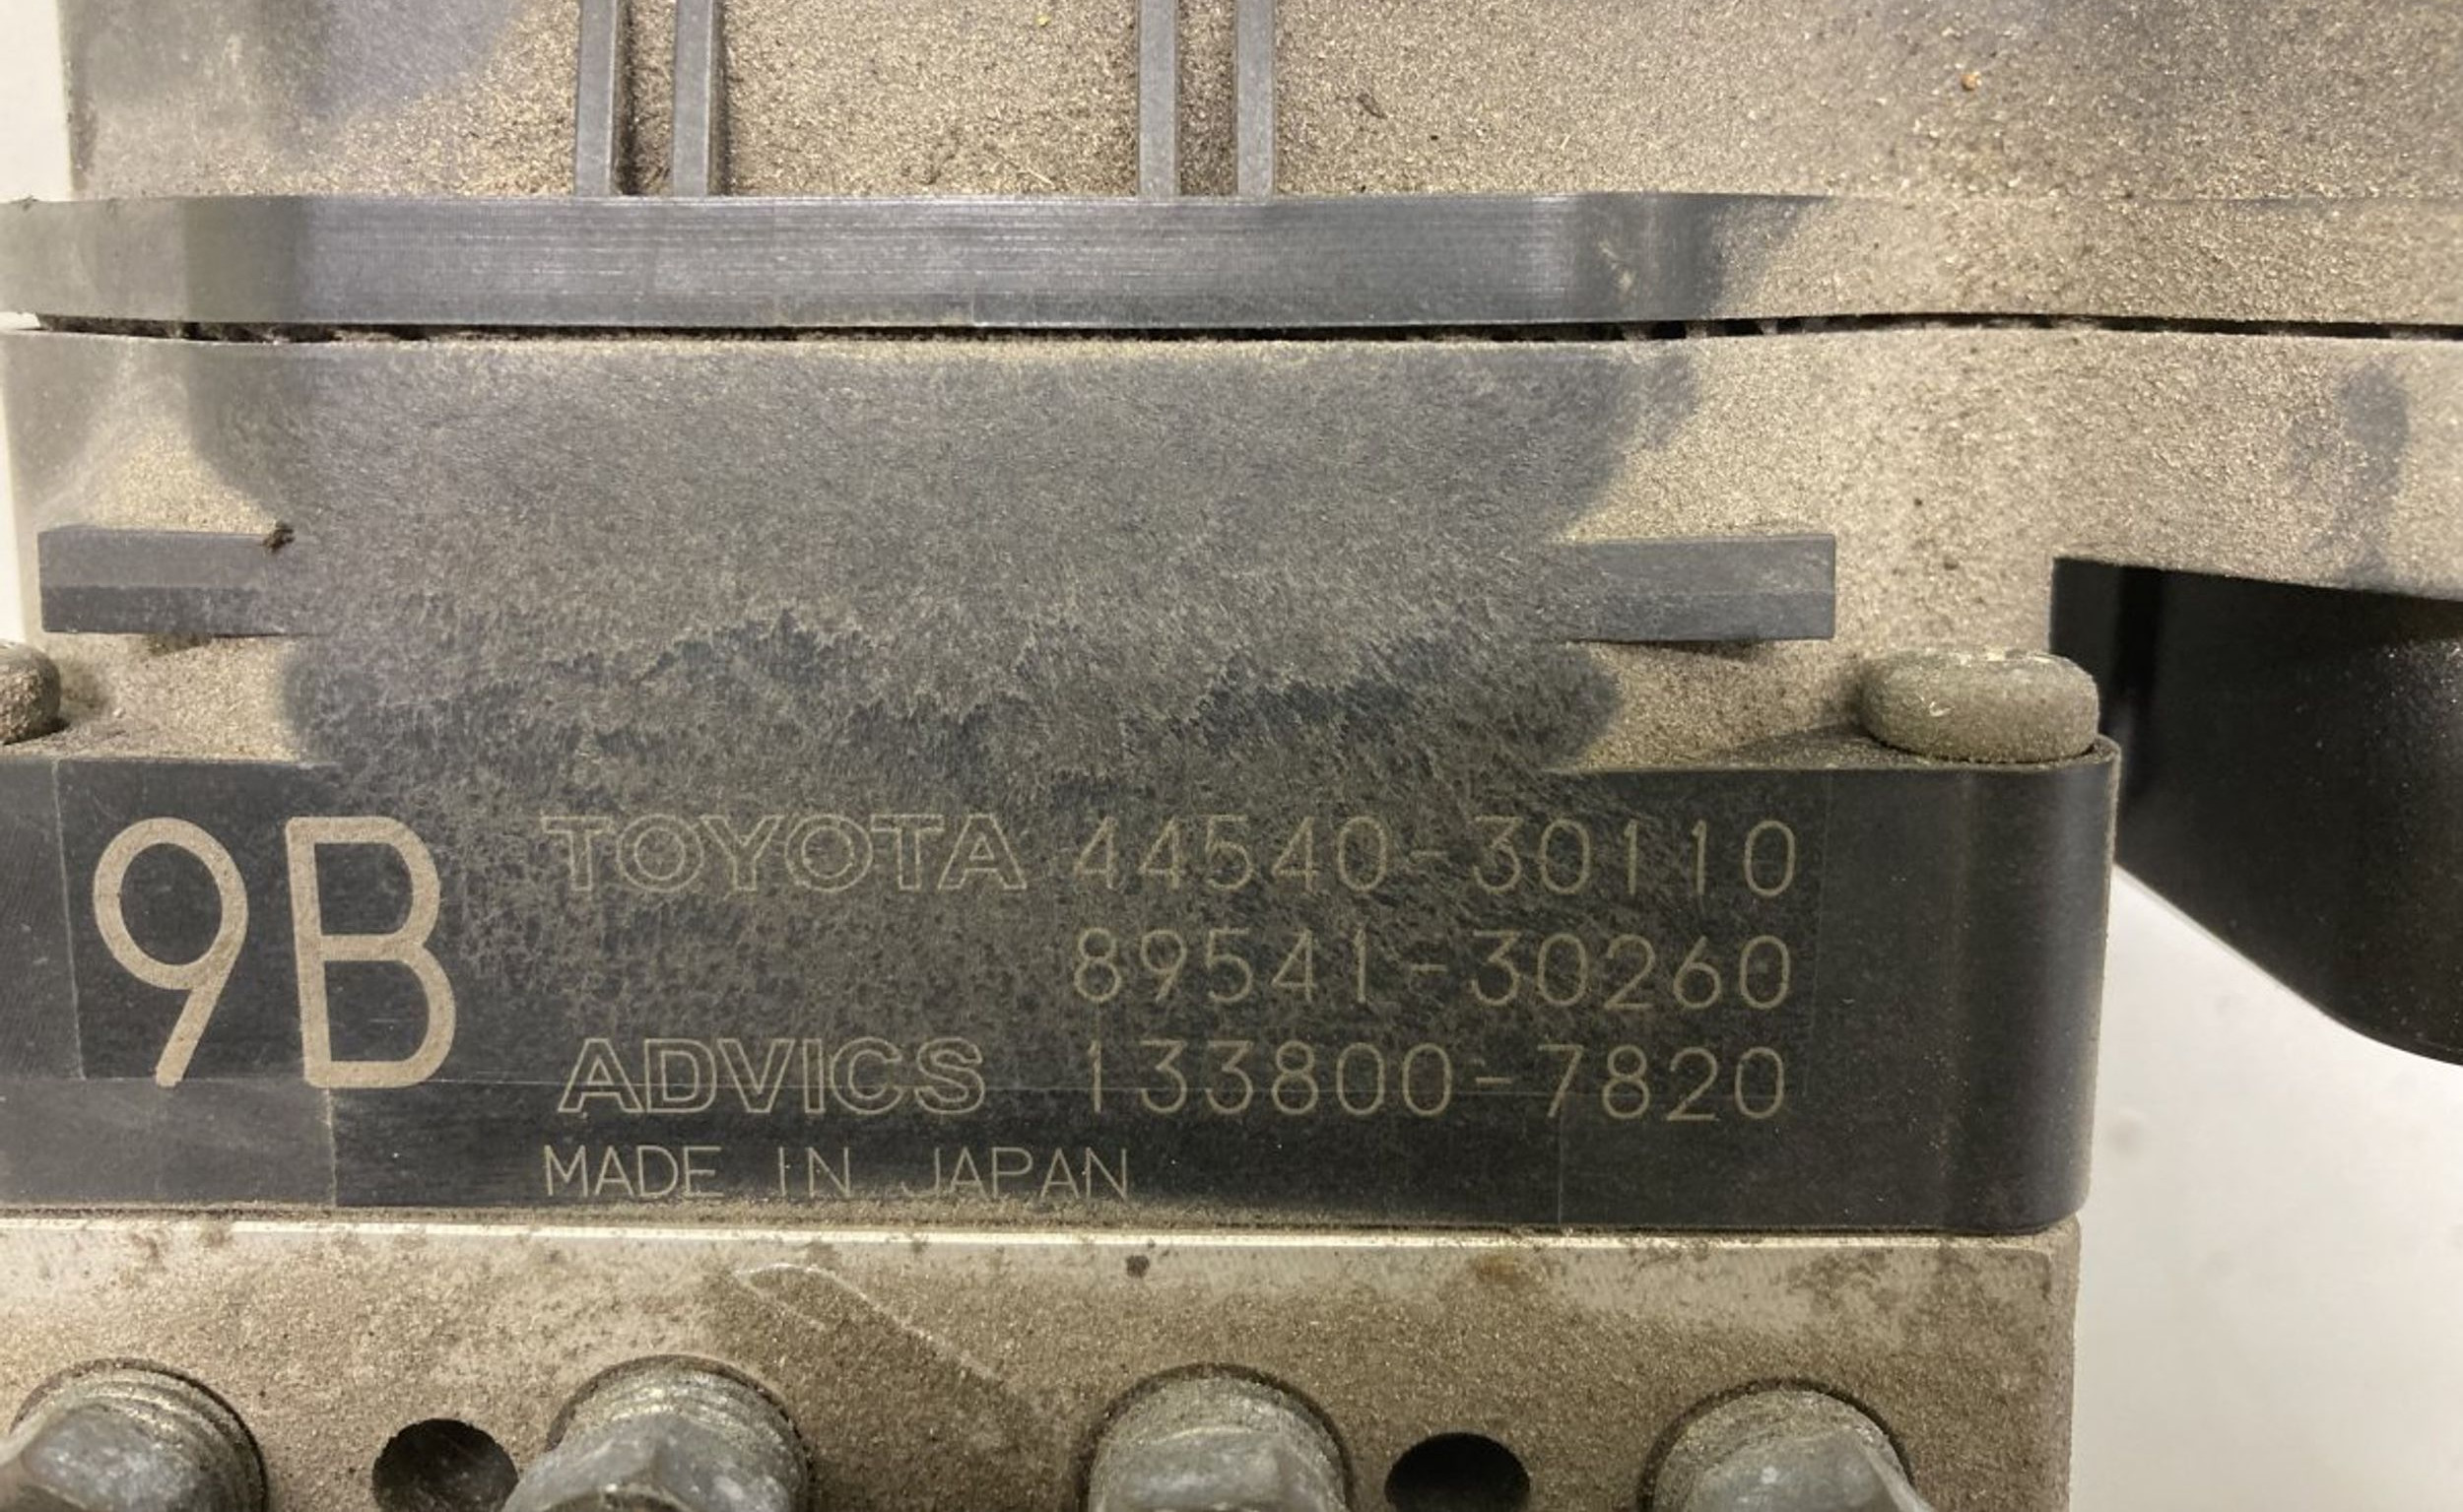 9B TOYOTA 44540-30110
89541-30260
ADVICS 133800-7820
MADE IN JAPAN